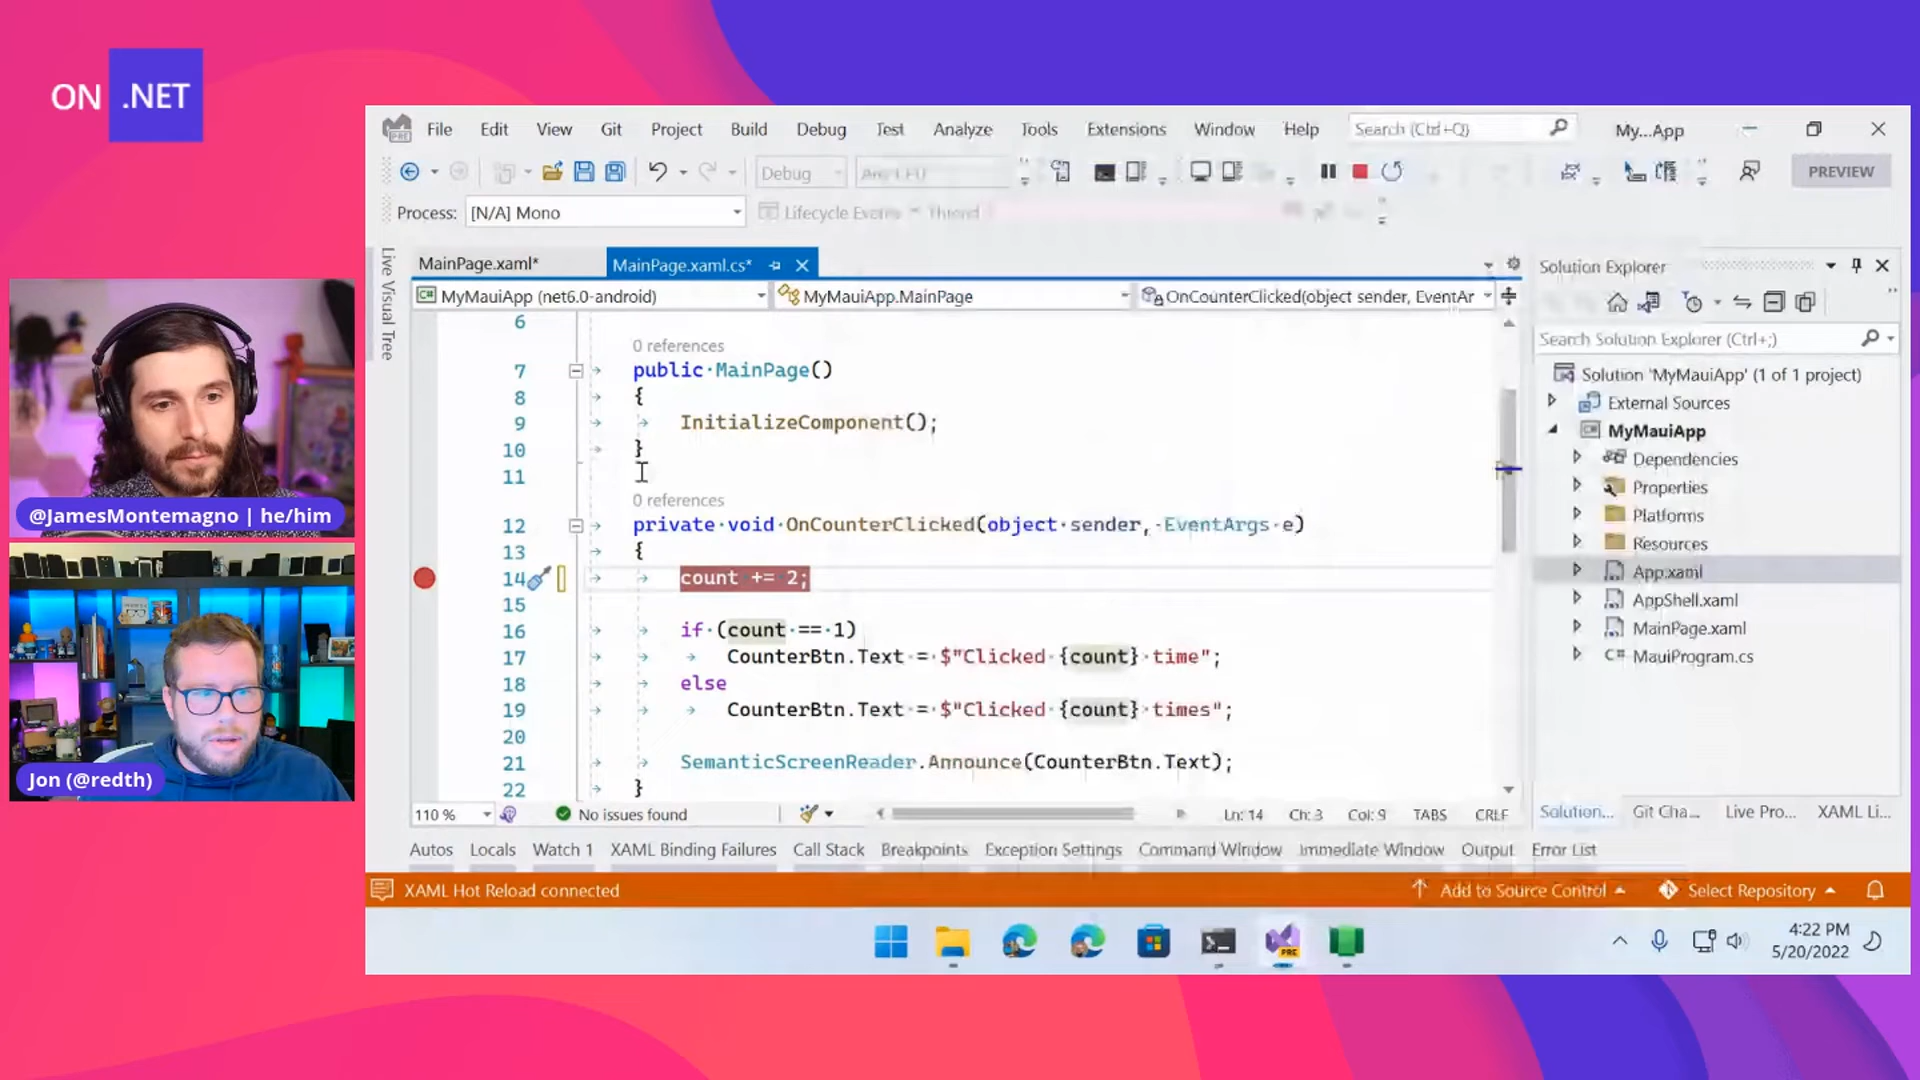 ON .NET
File Edit View Git Project Build Debug Test Analyze Tools Extensions Window Help Search (Ctrl+Q) My...App
Debug Any CPU PREVIEW
Process: [N/A] Mono Lifecycle Events Thread
Live Visual Tree
MainPage.xaml* MainPage.xaml.cs*
MyMauiApp (net6.0-android) MyMauiApp.MainPage OnCounterClicked(object sender, EventAr
6
0 references
7 public MainPage()
8 {
9 InitializeComponent();
10 }
11
0 references
12 private void OnCounterClicked(object sender, EventArgs e)
13 {
14 count += 2;
15
16 if (count == 1)
17 CounterBtn.Text = $"Clicked {count} time";
18 else
19 CounterBtn.Text = $"Clicked {count} times";
20
21 SemanticScreenReader.Announce(CounterBtn.Text);
22 }
110 % No issues found Ln: 14 Ch: 3 Col: 9 TABS CRLF
Autos Locals Watch 1 XAML Binding Failures Call Stack Breakpoints Exception Settings Command Window Immediate Window Output Error List
Solution Explorer
Search Solution Explorer (Ctrl+;)
Solution 'MyMauiApp' (1 of 1 project)
External Sources
MyMauiApp
Dependencies
Properties
Platforms
Resources
App.xaml
AppShell.xaml
MainPage.xaml
C# MauiProgram.cs
Solution... Git Cha... Live Pro... XAML Li...
XAML Hot Reload connected Add to Source Control Select Repository
PRE
4:22 PM
5/20/2022
@JamesMontemagno | he/him
Jon (@redth)